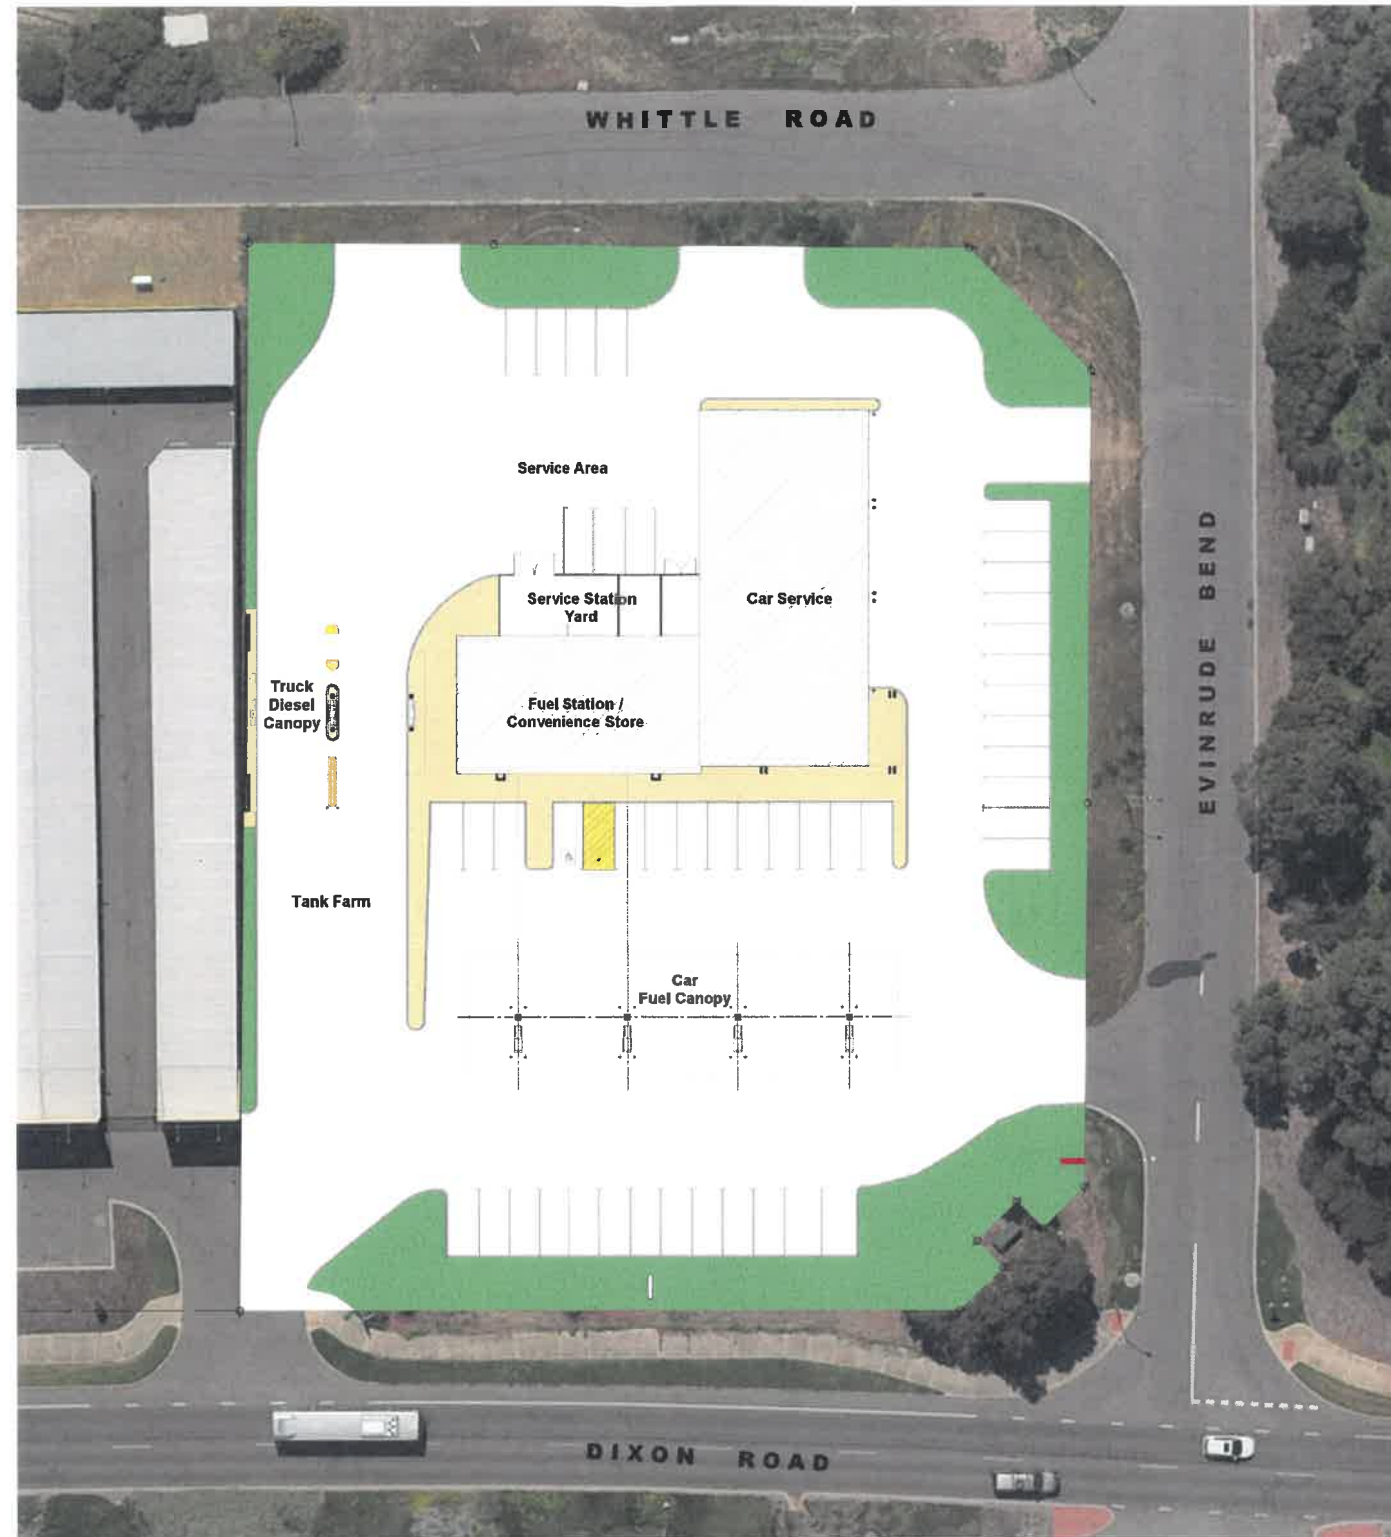 WHITTLE ROAD
Service Area
Service Station
Yard
Car Service
EVINRUDE BEND
Truck
Diesel
Canopy
Fuel Station /
Convenience Store
Tank Farm
Car
Fuel Canopy
DIXON ROAD